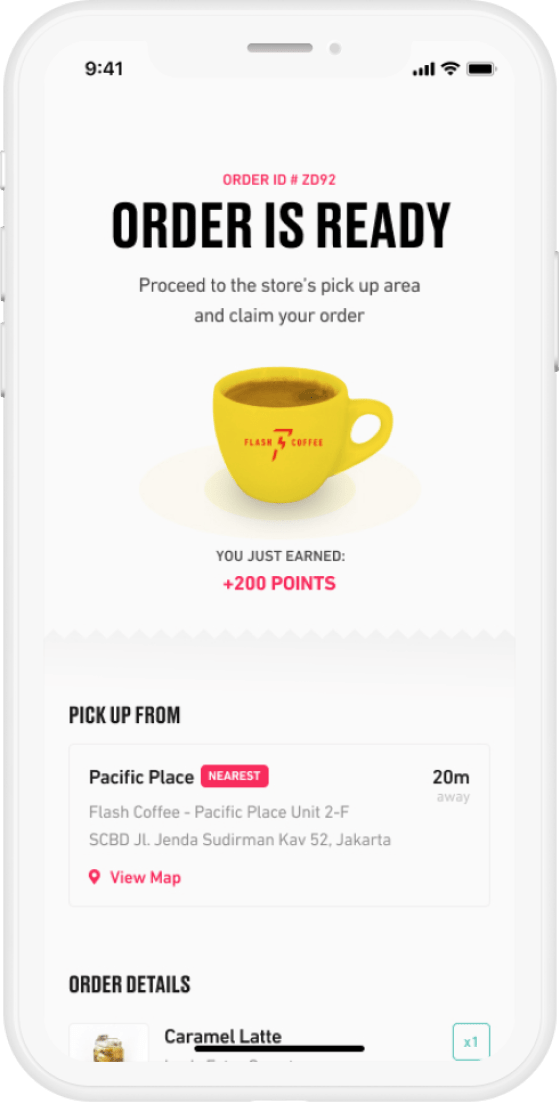 9:41
ORDER ID # ZD92
ORDER IS READY
Proceed to the store's pick up area
and claim your order
FLASH COFFEE
YOU JUST EARNED:
+200 POINTS
PICK UP FROM
Pacific Place NEAREST 20m
away
Flash Coffee - Pacific Place Unit 2-F
SCBD Jl. Jenda Sudirman Kav 52, Jakarta
View Map
ORDER DETAILS
Caramel Latte x1